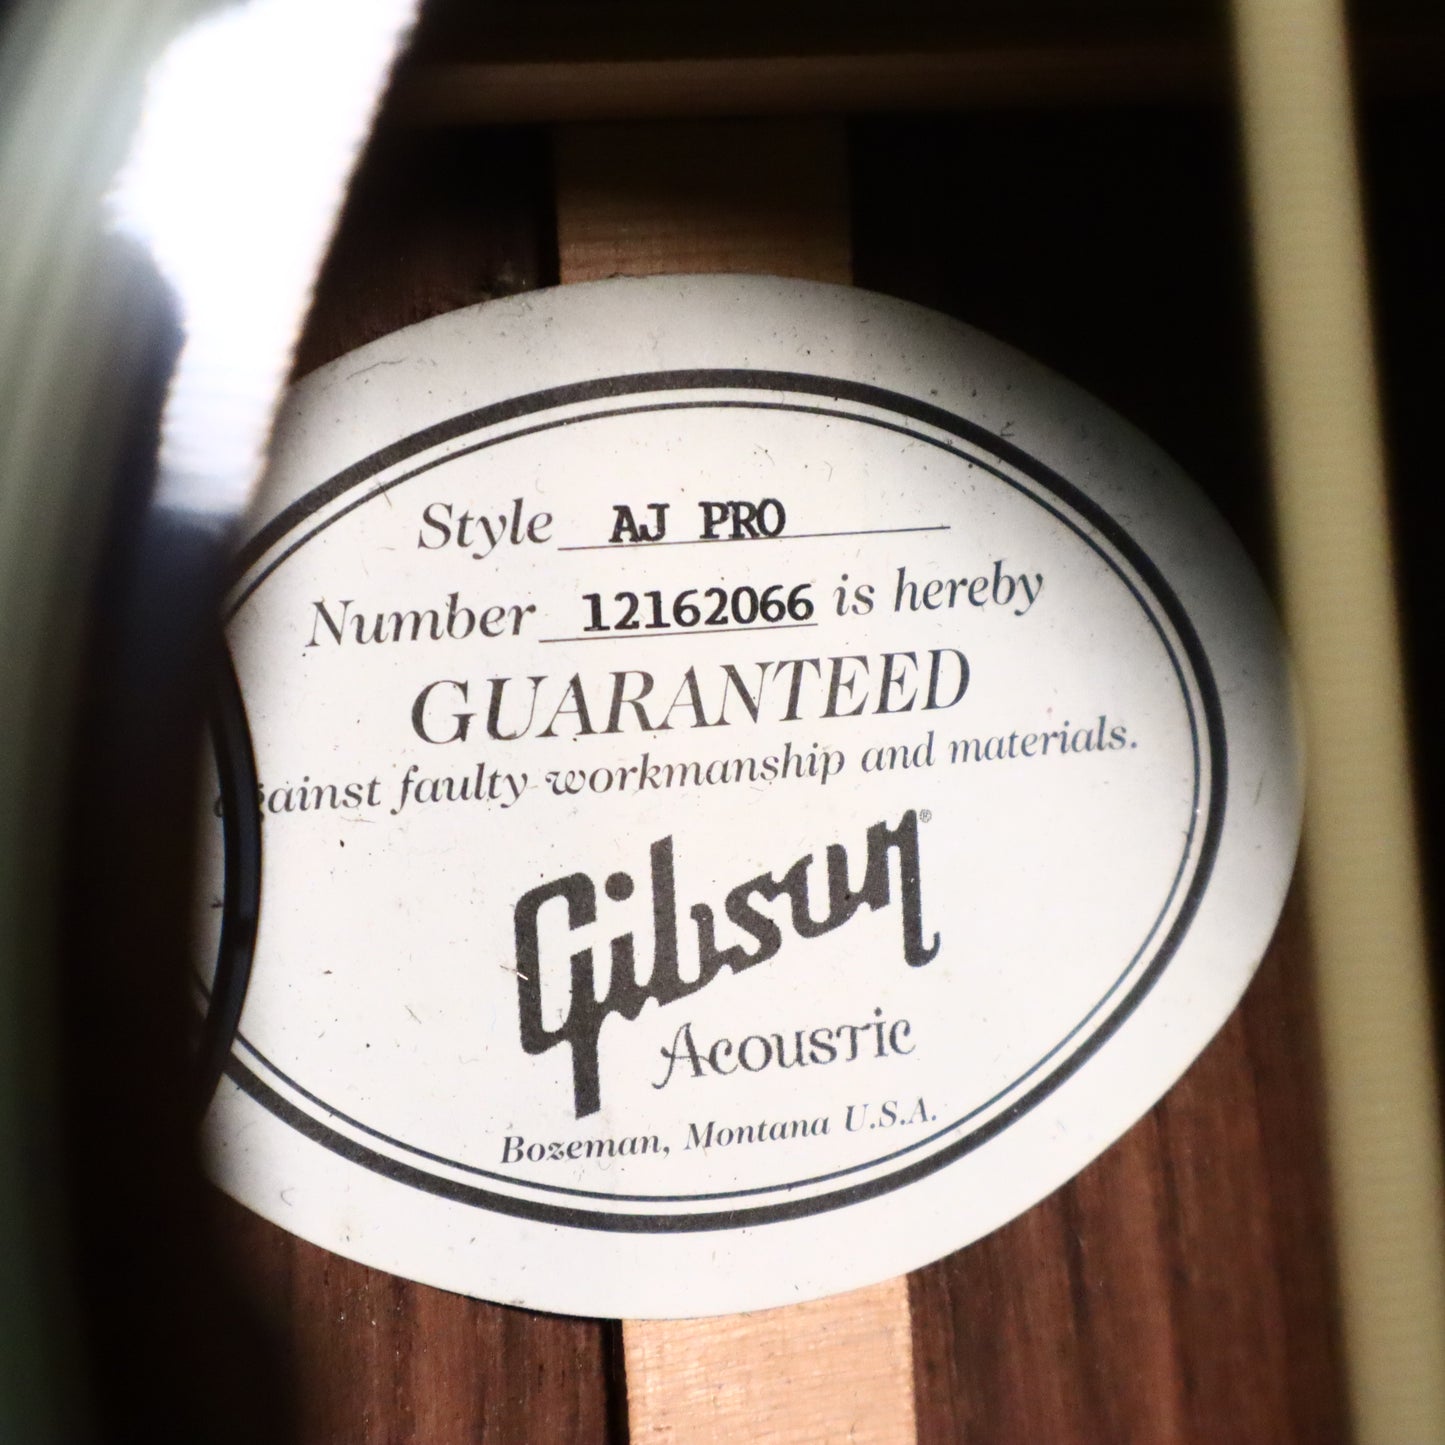 Style AJ PRO
Number 12162066 is hereby
GUARANTEED
against faulty workmanship and materials.
Gibson®
Acoustic
Bozeman, Montana U.S.A.